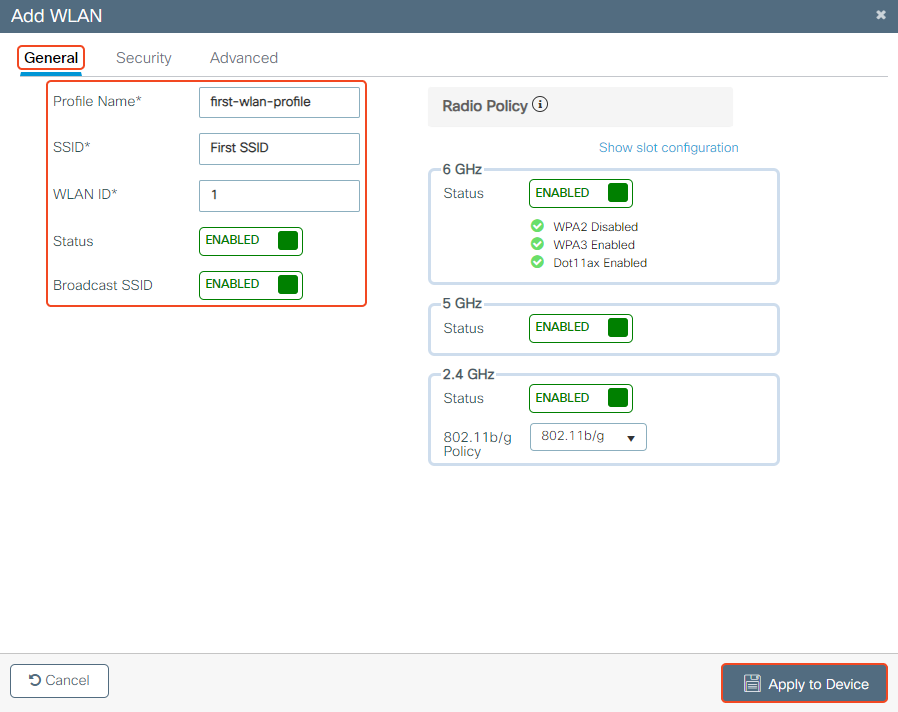 Add WLAN
General
Security
Advanced
Profile Name*
first-wlan-profile
SSID*
First SSID
WLAN ID*
1
Status
ENABLED
Broadcast SSID
ENABLED
Radio Policy
Show slot configuration
6 GHz
Status
ENABLED
WPA2 Disabled
WPA3 Enabled
Dot11ax Enabled
5 GHz
Status
ENABLED
2.4 GHz
Status
ENABLED
802.11b/g
Policy
802.11b/g
Cancel
Apply to Device